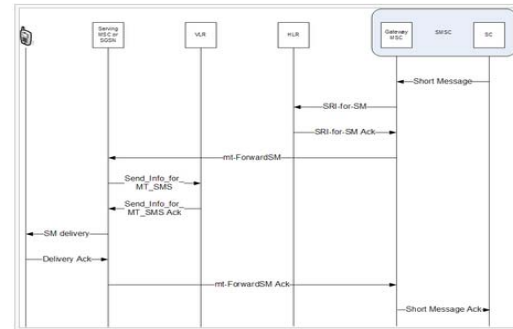 Serving
MSC or
SGSN
VLR
HLR
Gateway
MSC
SMSC
SC
Short Message
SRI-for-SM
SRI-for-SM Ack
mt-ForwardSM
Send_Info_for_
MT_SMS
Send_Info_for_
MT_SMS Ack
SM delivery
Delivery Ack
mt-ForwardSM Ack
Short Message Ack